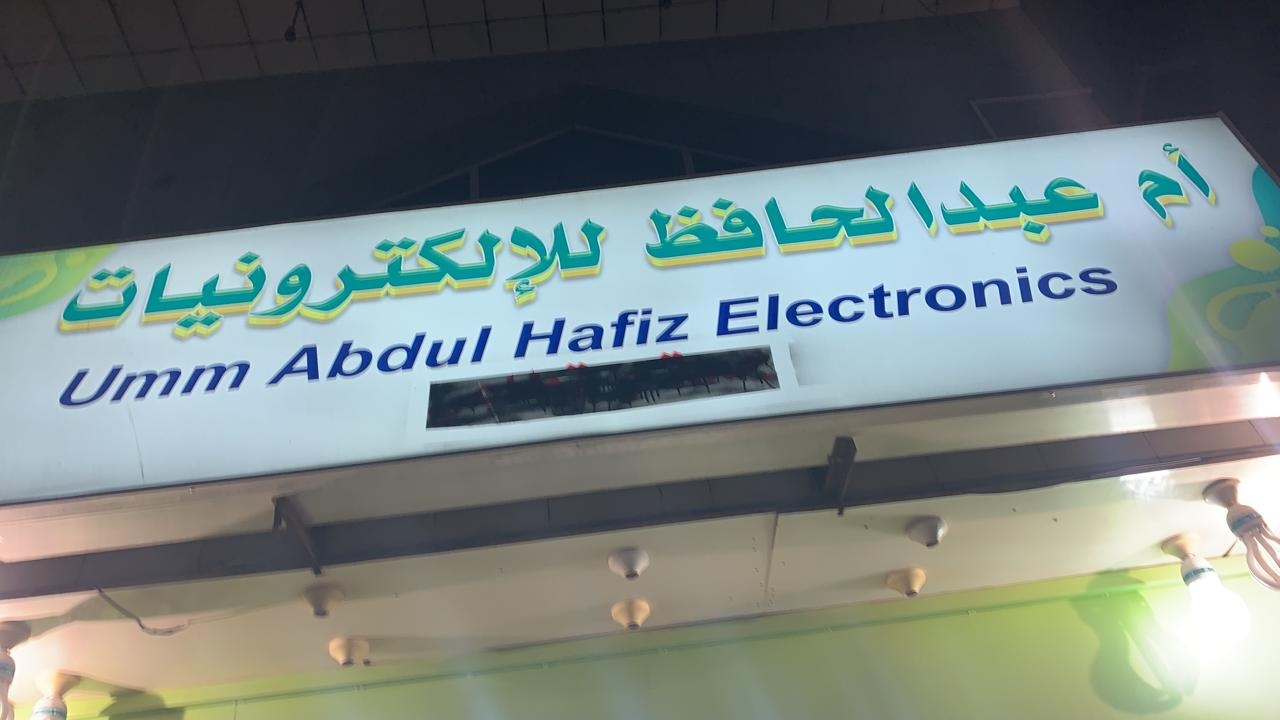 أم عبدالحافظ للإلكترونيات
Umm Abdul Hafiz Electronics